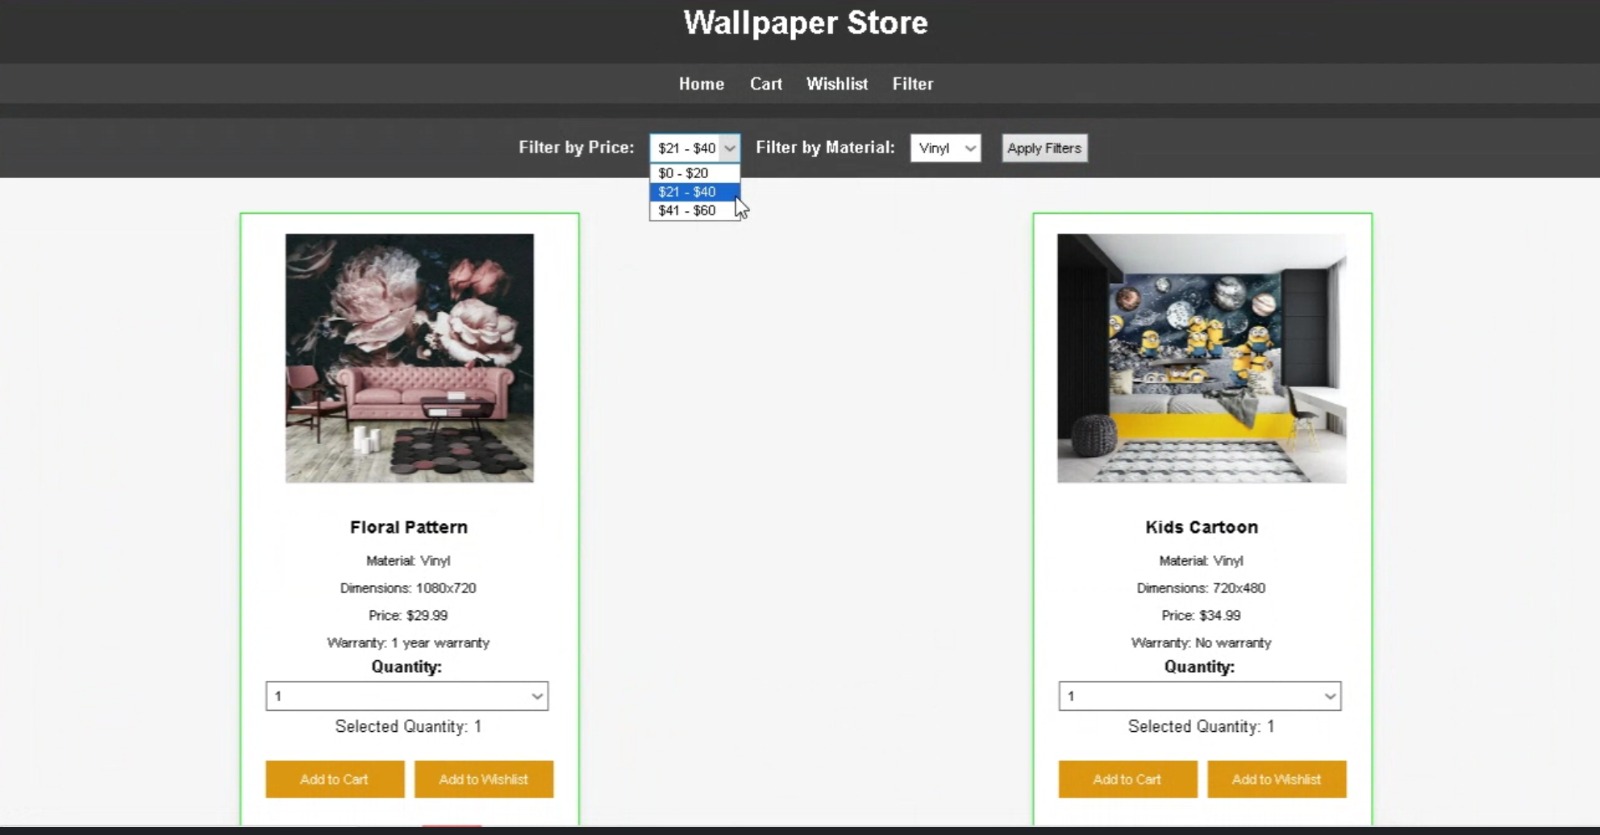 Wallpaper Store
Home Cart Wishlist Filter
Filter by Price: $21 - $40 Filter by Material: Vinyl Apply Filters
$0 - $20
$21 - $40
$41 - $60
Floral Pattern
Material: Vinyl
Dimensions: 1080x720
Price: $29.99
Warranty: 1 year warranty
Quantity:
1
Selected Quantity: 1
Add to Cart Add to Wishlist
Kids Cartoon
Material: Vinyl
Dimensions: 720x480
Price: $34.99
Warranty: No warranty
Quantity:
1
Selected Quantity: 1
Add to Cart Add to Wishlist